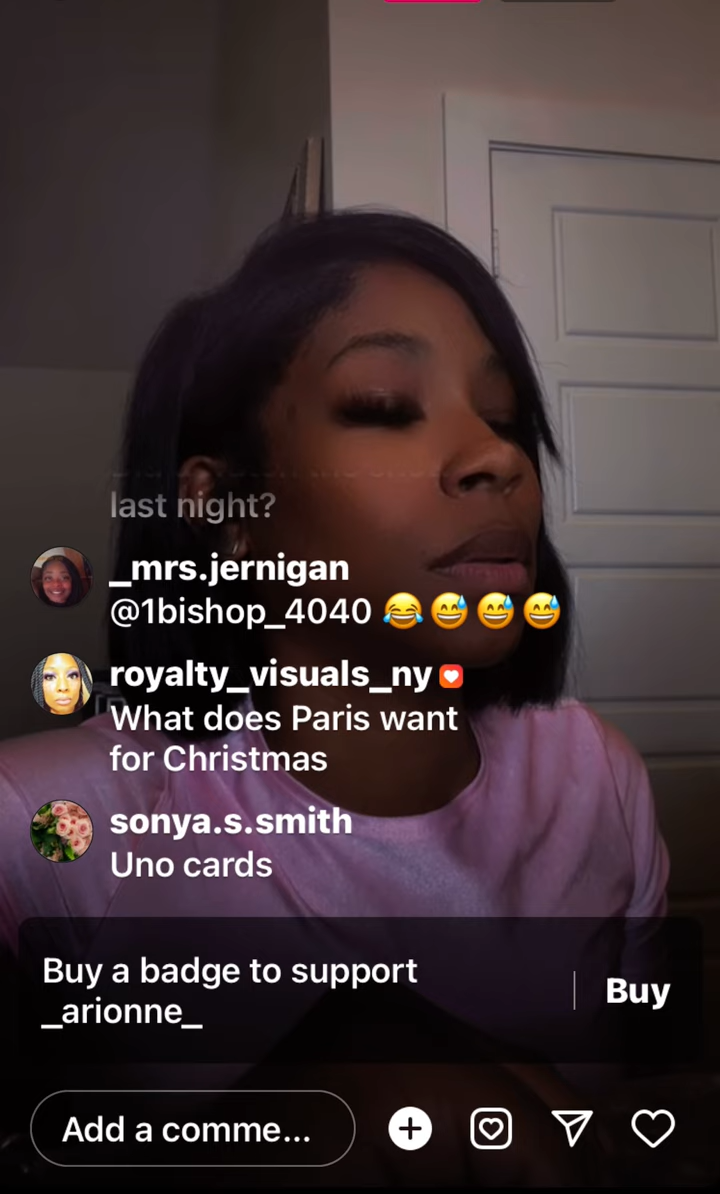 last night?
_mrs.jernigan
@1bishop_4040 😂😅😅😅
royalty_visuals_ny
What does Paris want
for Christmas
sonya.s.smith
Uno cards
Buy a badge to support
_arionne_
Buy
Add a comme...